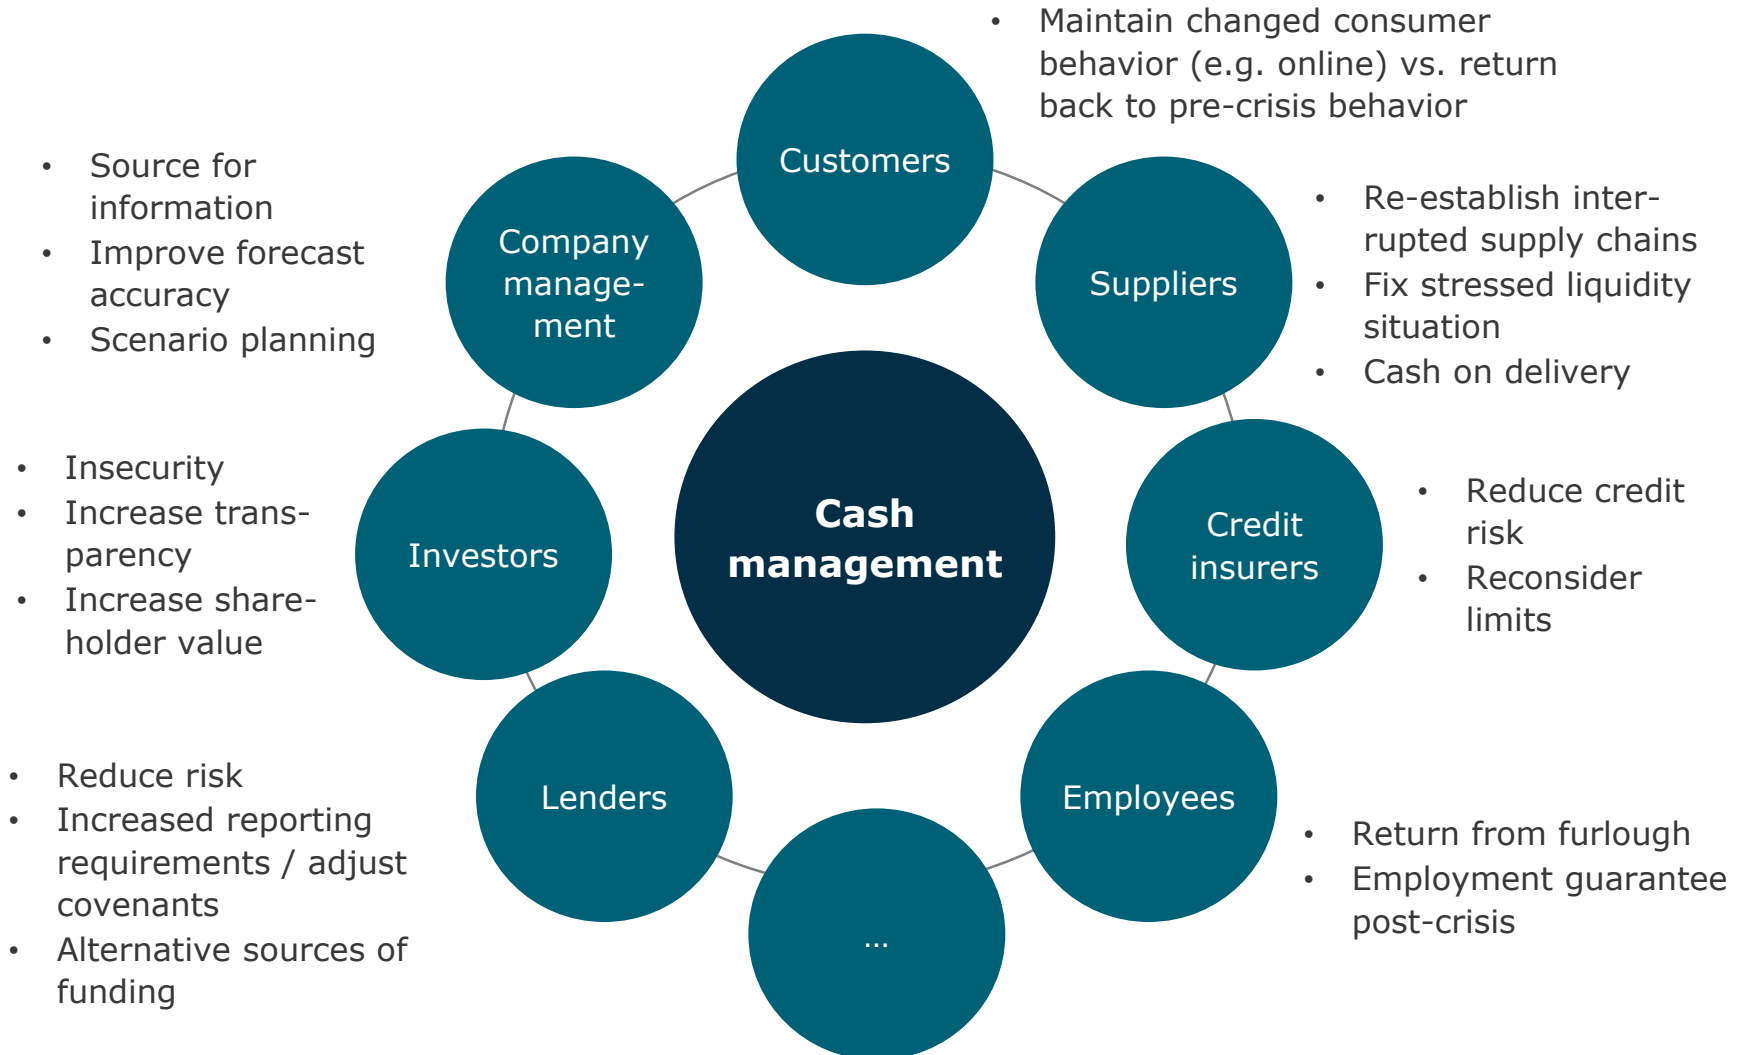 • Maintain changed consumer
behavior (e.g. online) vs. return
back to pre-crisis behavior
Customers
• Source for
information
• Improve forecast
accuracy
• Scenario planning
Company
manage-
ment
Suppliers
• Re-establish inter-
rupted supply chains
• Fix stressed liquidity
situation
• Cash on delivery
• Insecurity
• Increase trans-
parency
• Increase share-
holder value
Investors
Cash
management
Credit
insurers
• Reduce credit
risk
• Reconsider
limits
• Reduce risk
• Increased reporting
requirements / adjust
covenants
• Alternative sources of
funding
Lenders
Employees
• Return from furlough
• Employment guarantee
post-crisis
...